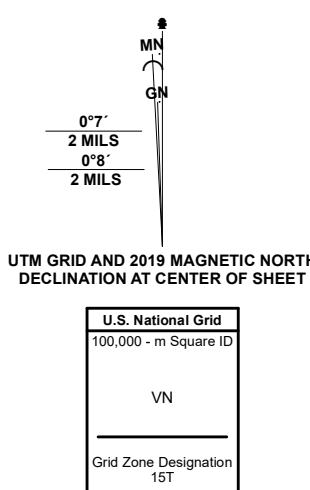 MN
GN
0°7´
2 MILS
0°8´
2 MILS
UTM GRID AND 2019 MAGNETIC NORTH
DECLINATION AT CENTER OF SHEET
U.S. National Grid
100,000 - m Square ID
VN
Grid Zone Designation
15T